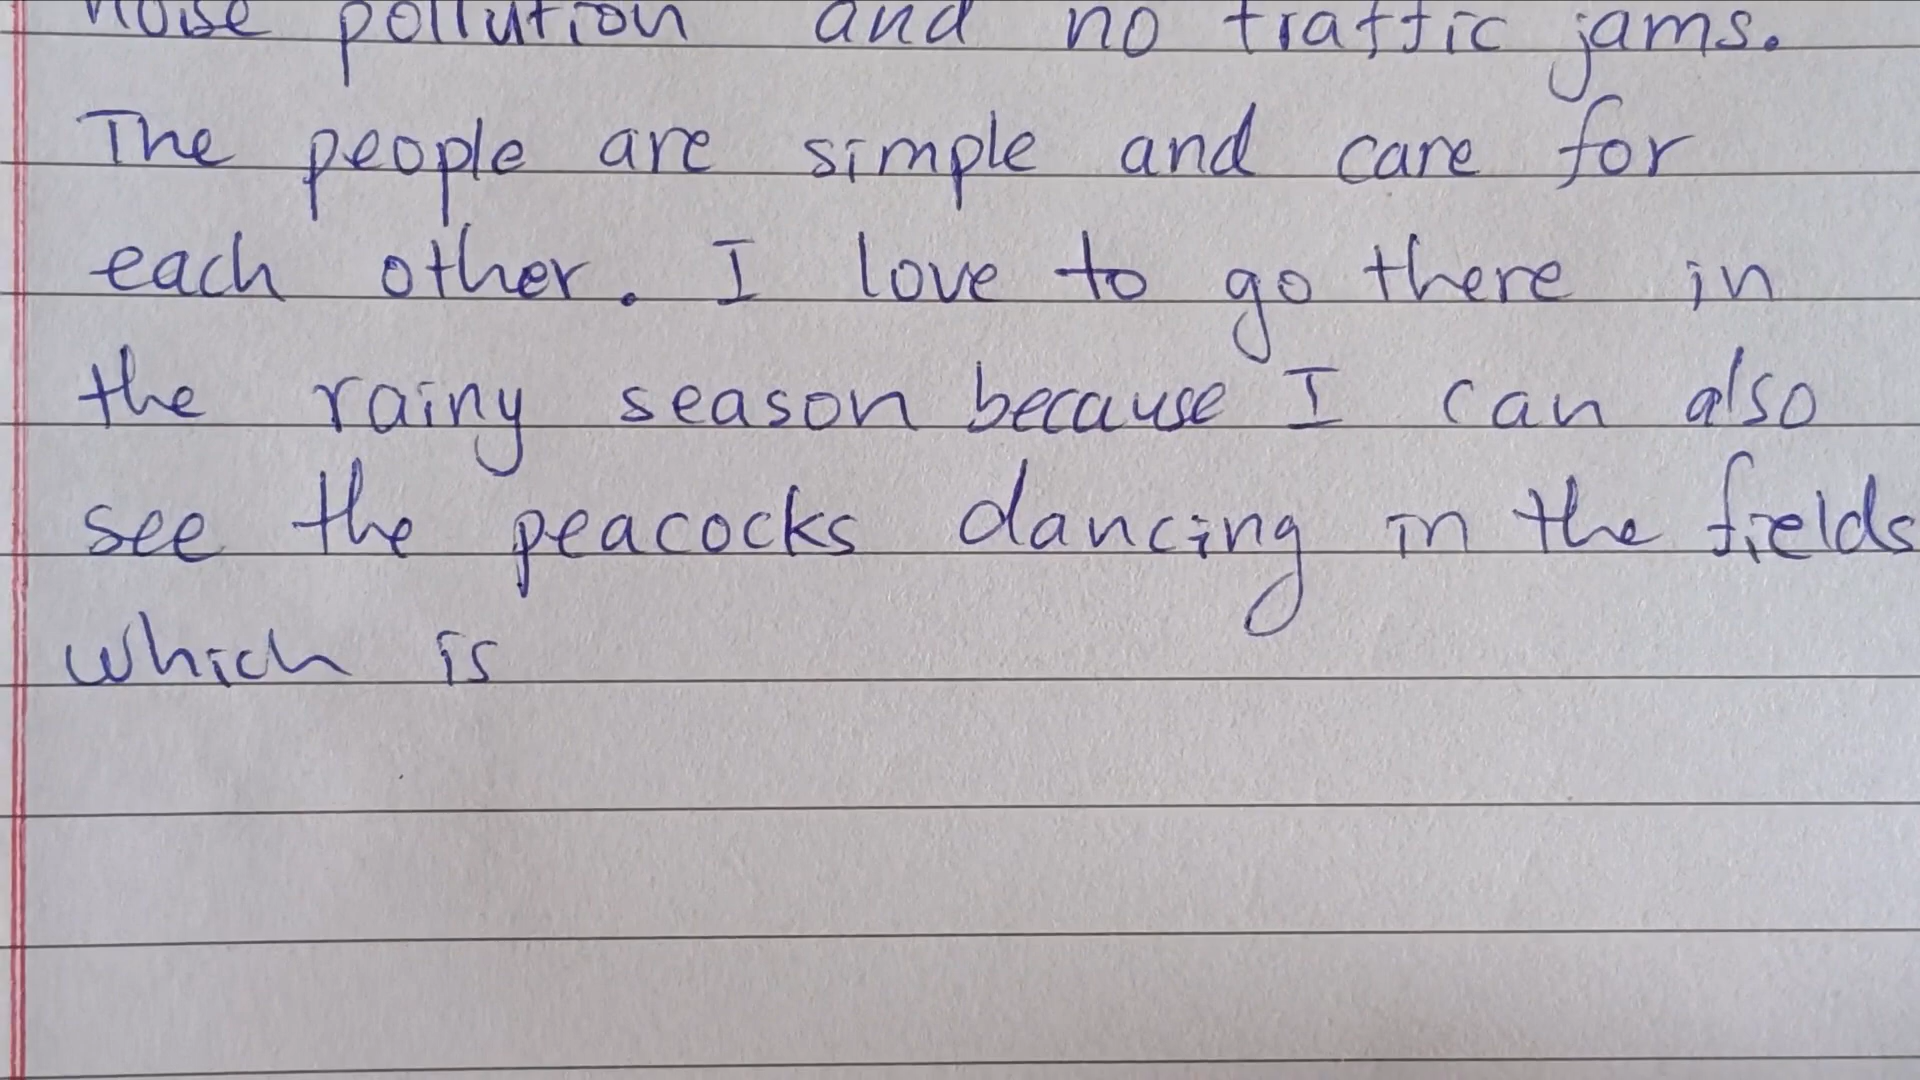 noise pollution and no traffic jams.
The people are simple and care for
each other. I love to go there in
the rainy season because I can also
see the peacocks dancing in the fields
which is